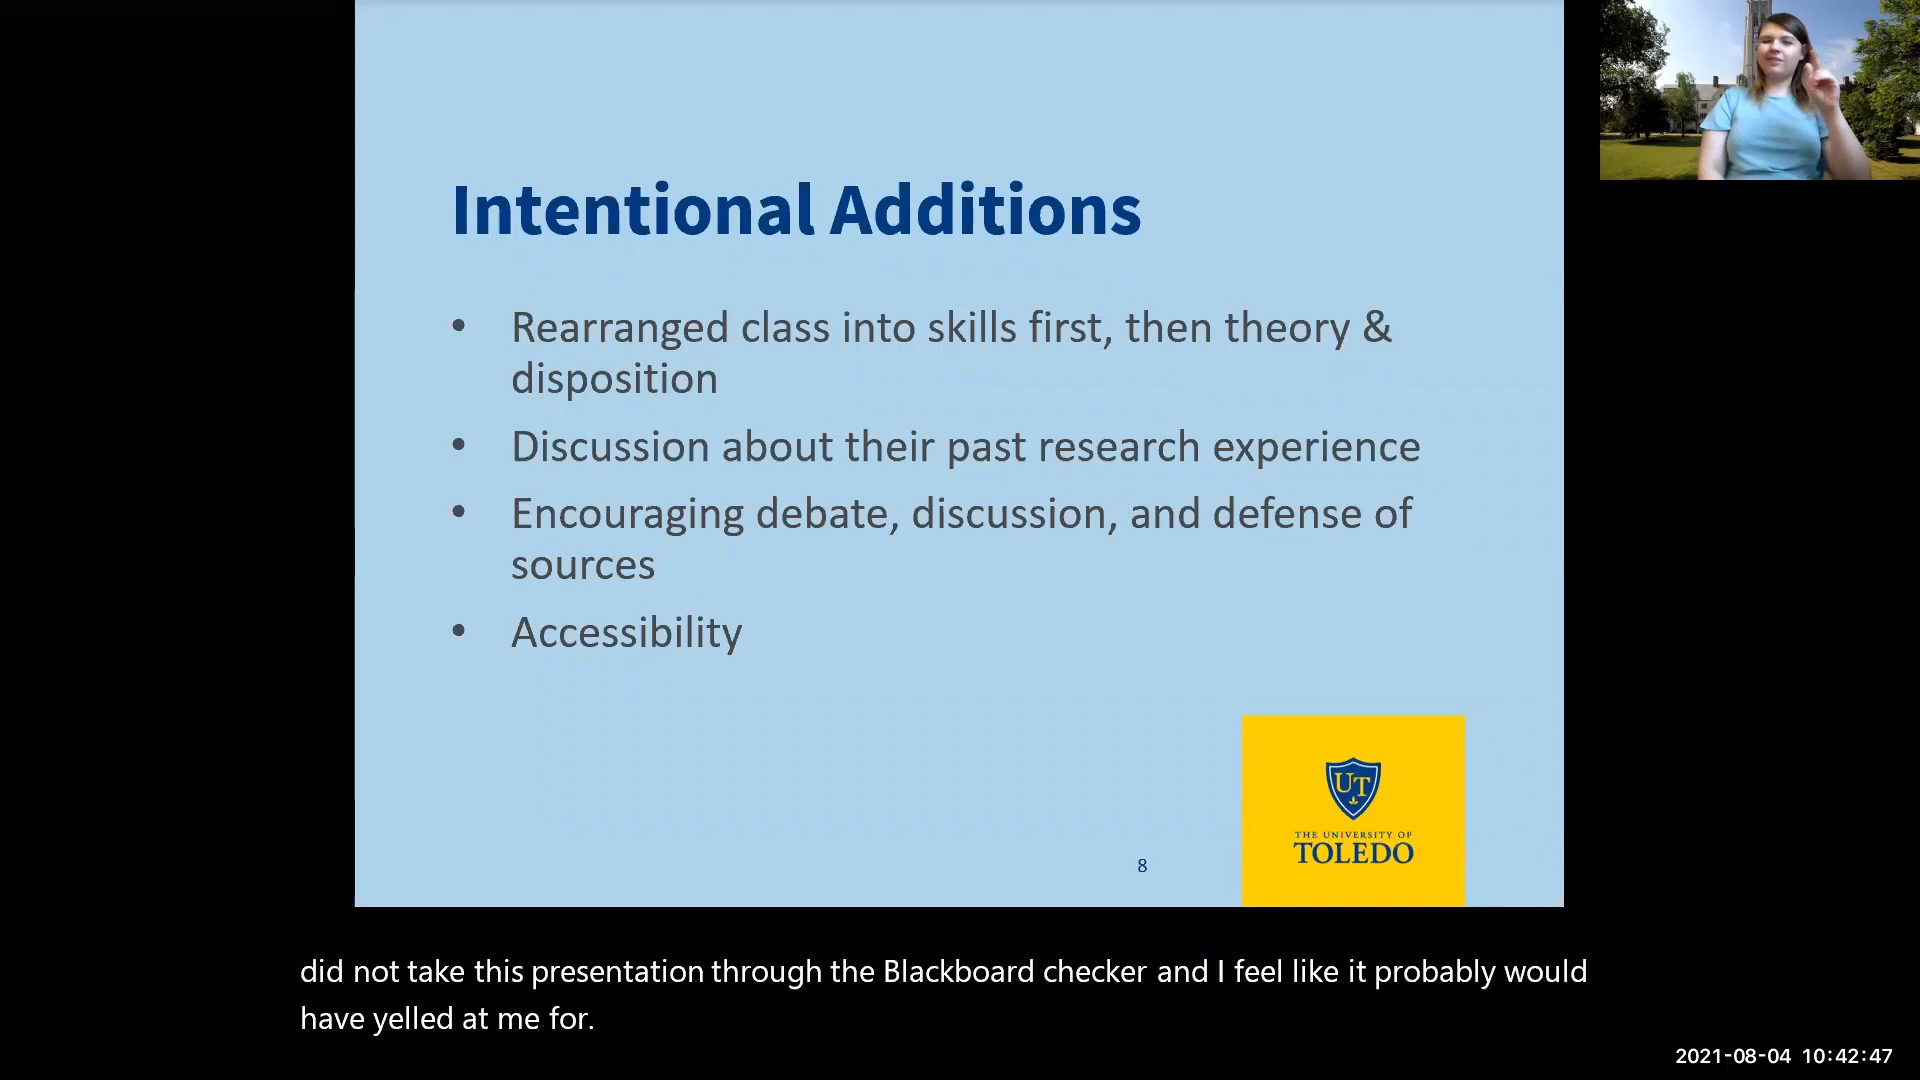 Intentional Additions
• Rearranged class into skills first, then theory &
disposition
• Discussion about their past research experience
• Encouraging debate, discussion, and defense of
sources
• Accessibility
UT
THE UNIVERSITY OF
TOLEDO
8
did not take this presentation through the Blackboard checker and I feel like it probably would
have yelled at me for.
2021-08-04 10:42:47